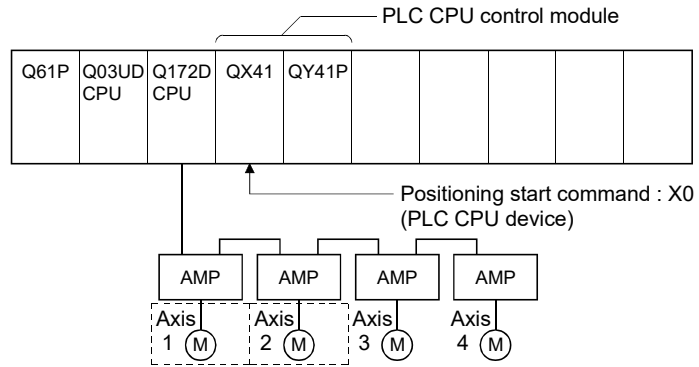 PLC CPU control module
Q61P
Q03UD
CPU
Q172D
CPU
QX41
QY41P
Positioning start command : X0
(PLC CPU device)
AMP
AMP
AMP
AMP
Axis
1
M
Axis
2
M
Axis
3
M
Axis
4
M